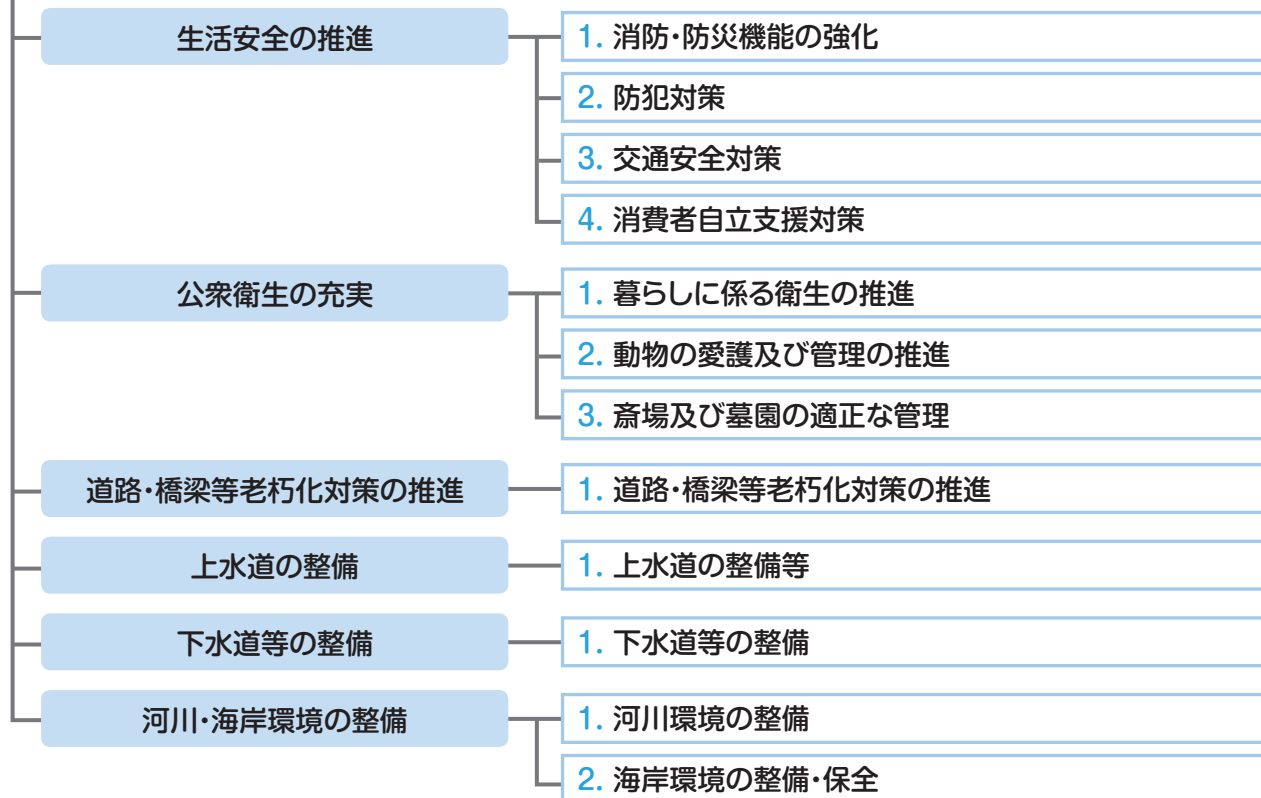 生活安全の推進
1. 消防・防災機能の強化
2. 防犯対策
3. 交通安全対策
4. 消費者自立支援対策
公衆衛生の充実
1. 暮らしに係る衛生の推進
2. 動物の愛護及び管理の推進
3. 斎場及び墓園の適正な管理
道路・橋梁等老朽化対策の推進
1. 道路・橋梁等老朽化対策の推進
上水道の整備
1. 上水道の整備等
下水道等の整備
1. 下水道等の整備
河川・海岸環境の整備
1. 河川環境の整備
2. 海岸環境の整備・保全